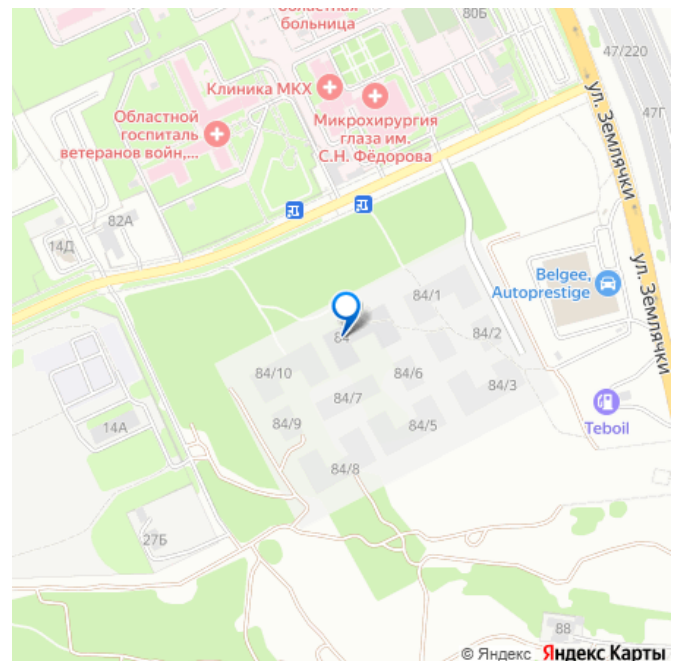 Областная
больница
80Б
47/220
Клиника МКХ
47Г
Областной
госпиталь
ветеранов войн,...
Микрохирургия
глаза им.
С.Н. Фёдорова
ул. Землячки
82А
14Д
ул. Землячки
Belgee,
Autoprestige
84/1
84
84/2
84/10
84/6
84/3
84/7
84/9
84/5
Teboil
14А
84/8
27Б
88
© Яндекс Яндекс Карты